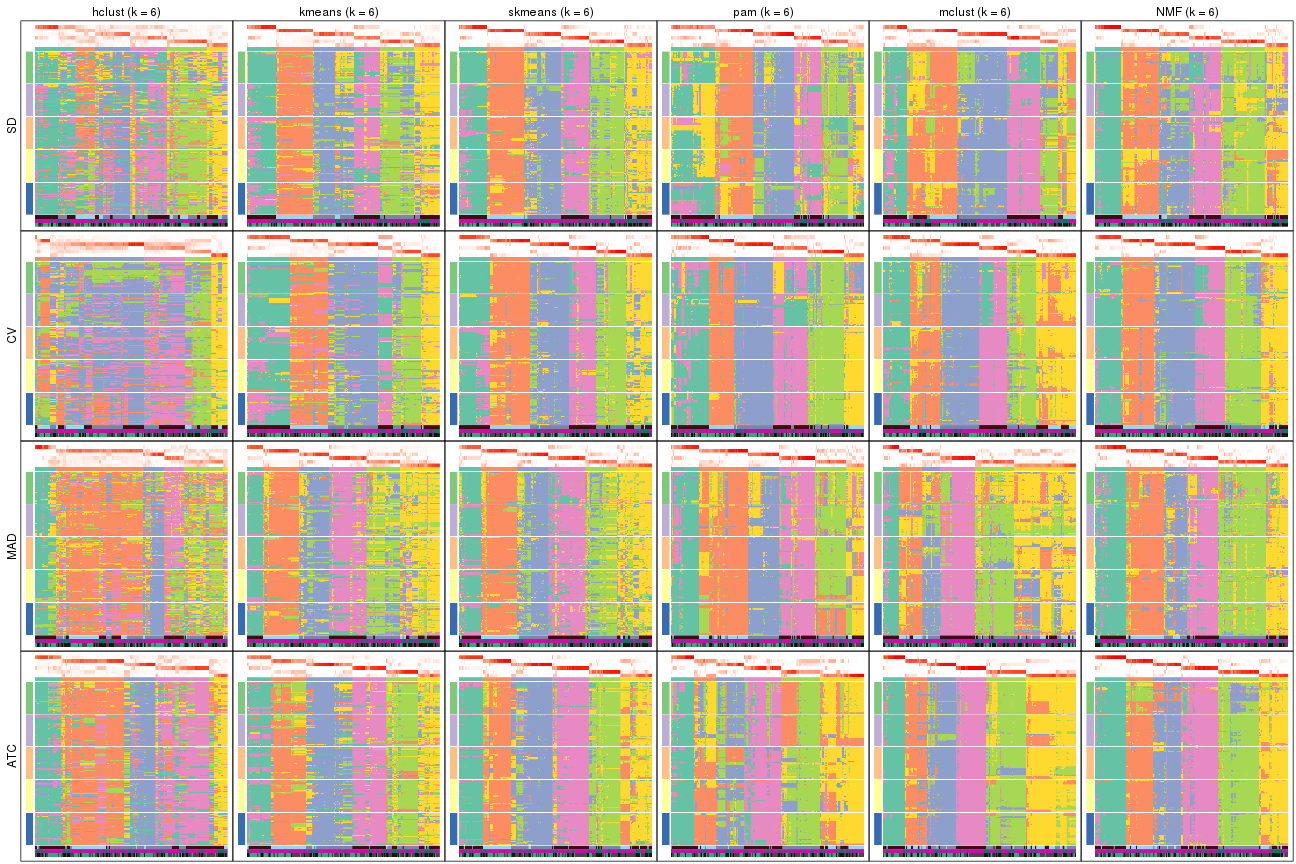 hclust (k = 6) kmeans (k = 6) skmeans (k = 6) pam (k = 6) mclust (k = 6) NMF (k = 6)
SD
CV
MAD
ATC